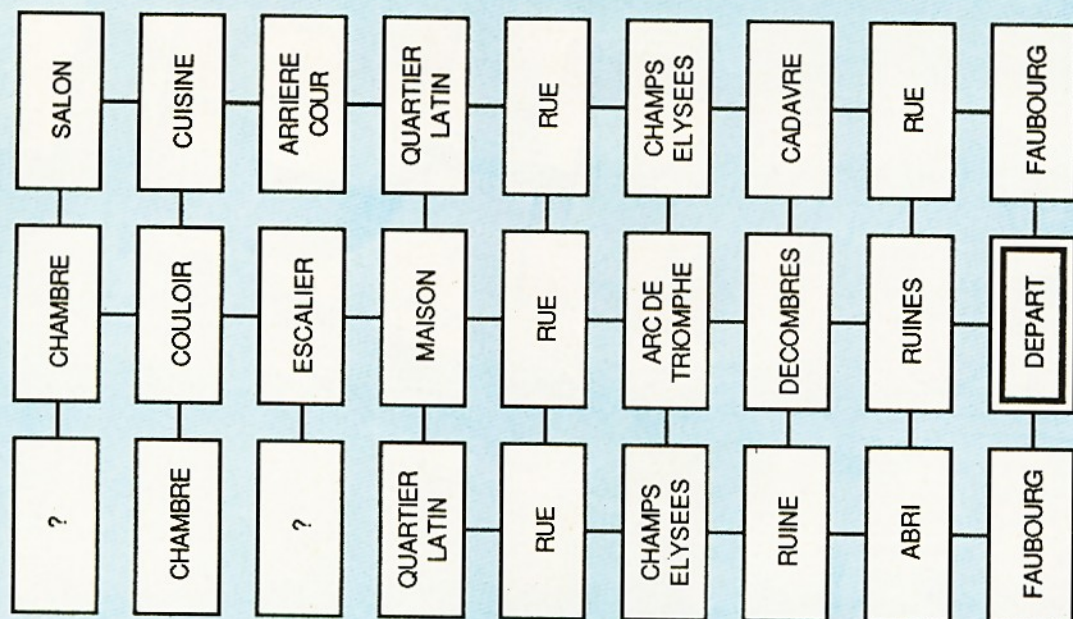 ?
CHAMBRE
SALON
CHAMBRE
COULOIR
CUISINE
?
ESCALIER
ARRIERE
COUR
QUARTIER
LATIN
MAISON
QUARTIER
LATIN
RUE
RUE
RUE
CHAMPS
ELYSEES
ARC DE
TRIOMPHE
CHAMPS
ELYSEES
RUINE
DECOMBRES
CADAVRE
ABRI
RUINES
RUE
FAUBOURG
DEPART
FAUBOURG